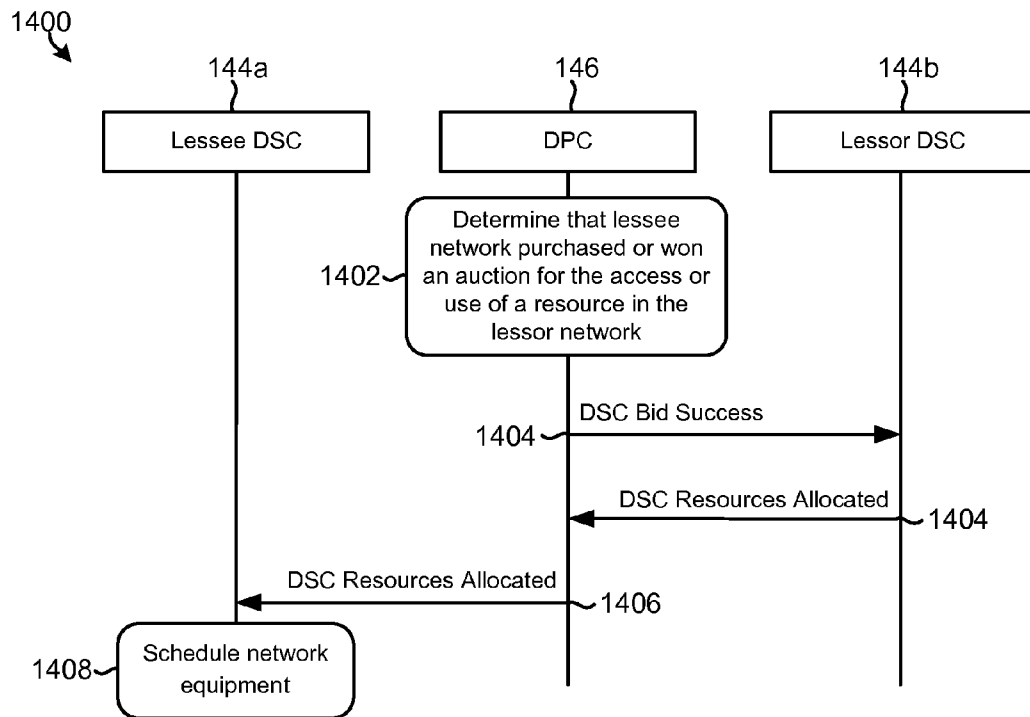 1400
144a
146
144b
Lessee DSC
DPC
Lessor DSC
Determine that lessee
network purchased or won
an auction for the access or
use of a resource in the
lessor network
1402
DSC Bid Success
1404
DSC Resources Allocated
1404
DSC Resources Allocated
1406
1408
Schedule network
equipment